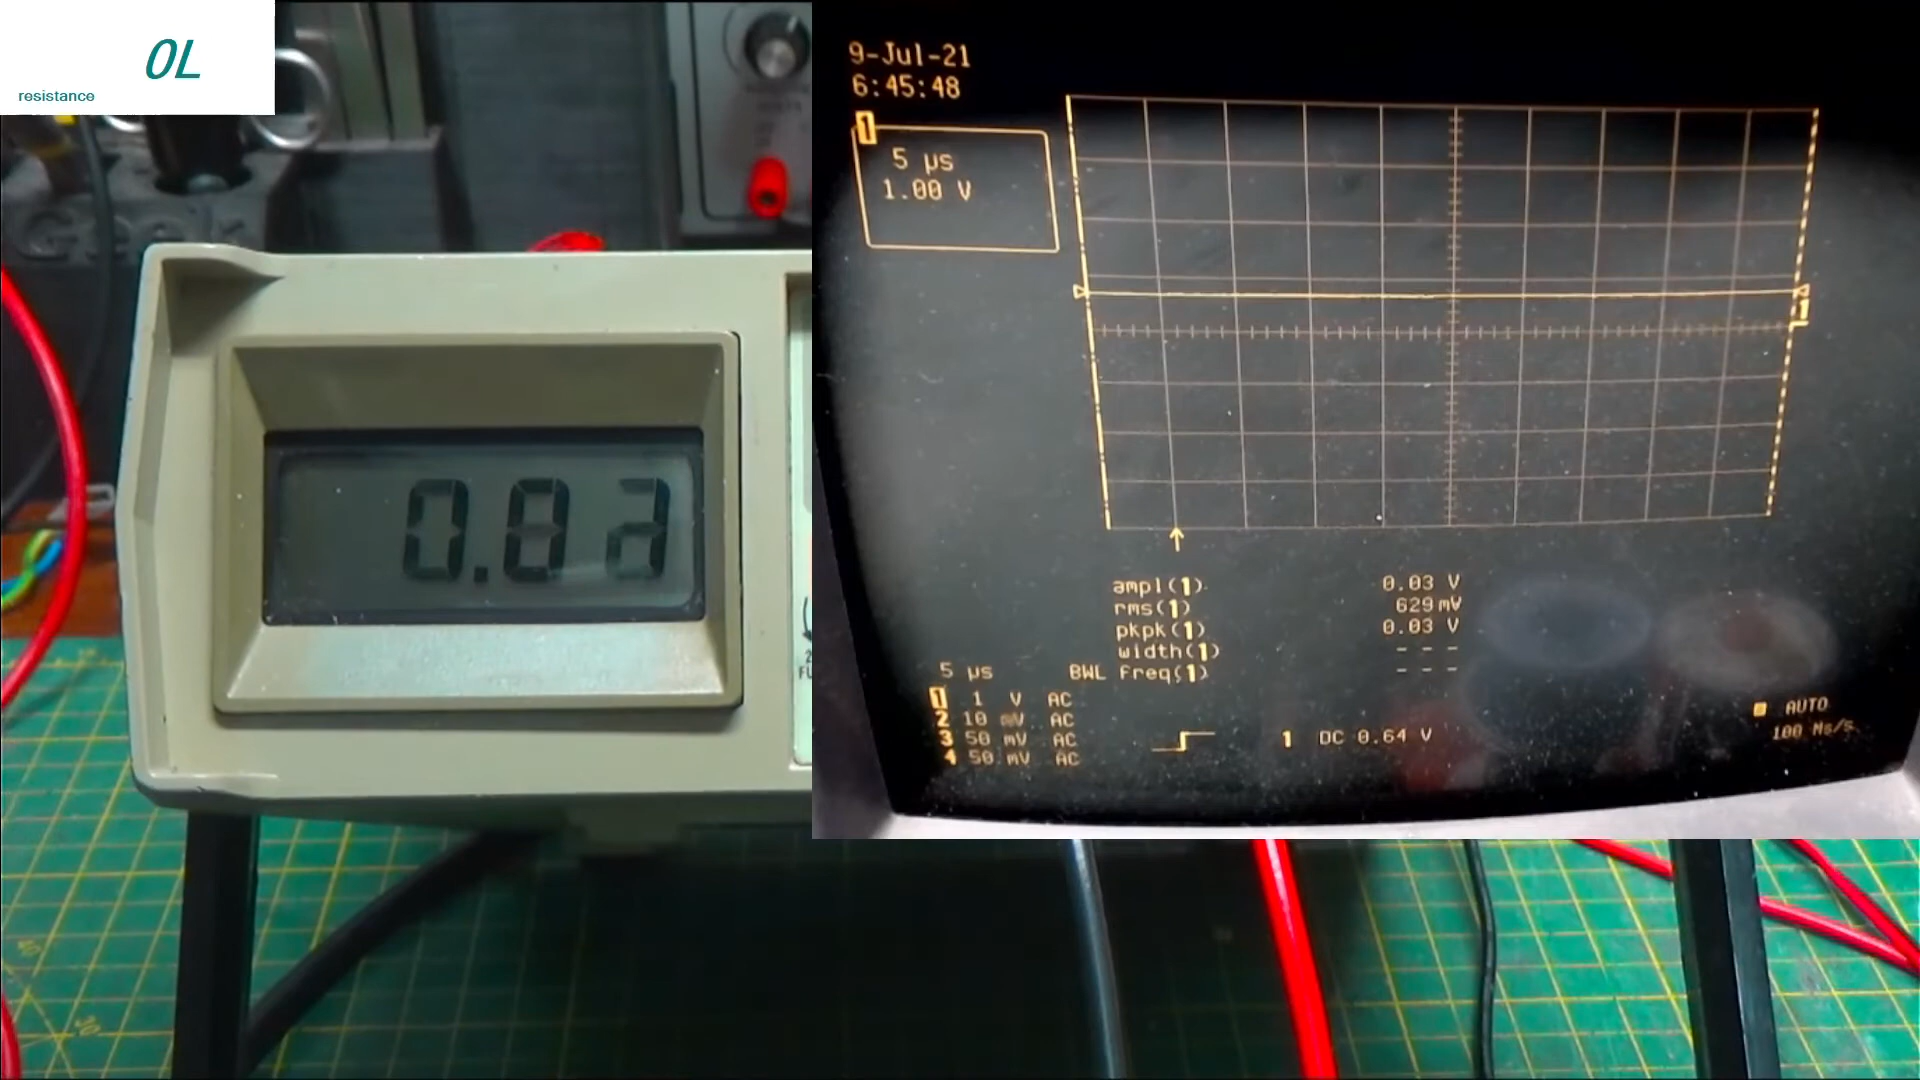 OL
resistance
Geek
0.02
9-Jul-21
6:45:48
1
5 µs
1.00 V
ampl(1) 0.03 V
rms(1) 629 mV
pkpk(1) 0.03 V
width(1) - - -
5 µs BWL freq(1) - - -
1 1 V AC
2 10 mV AC
3 50 mV AC
4 50 mV AC
1 DC 0.64 V
AUTO
100 Ms/s